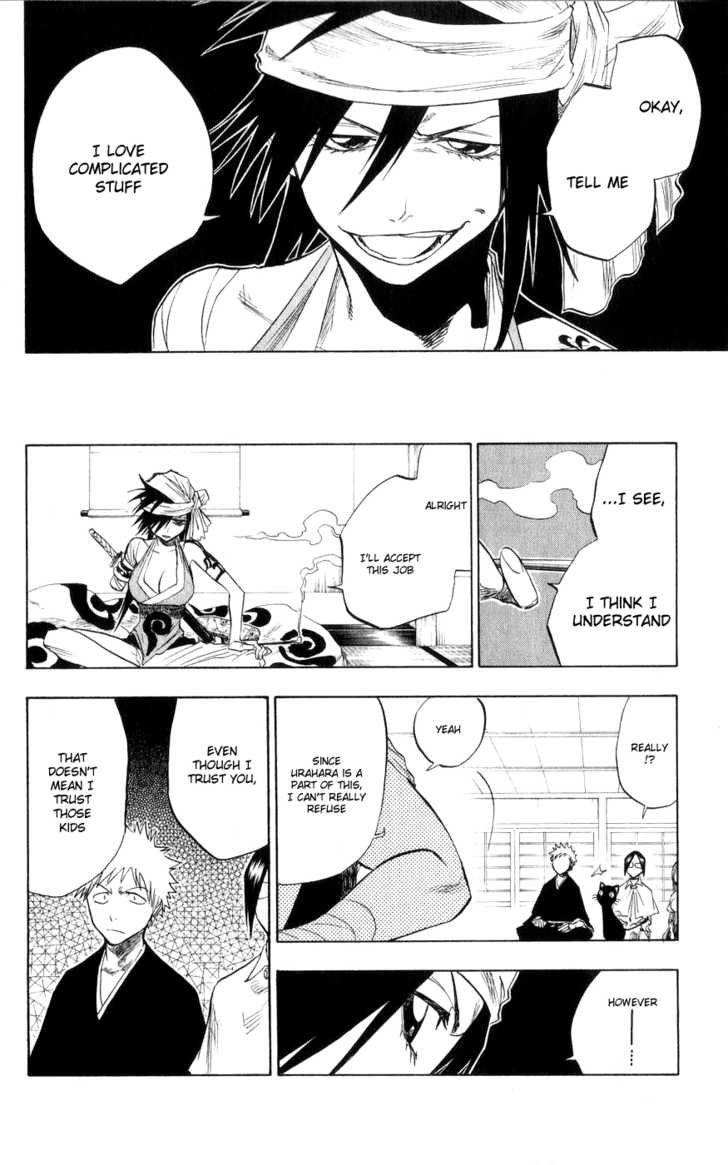 OKAY,
TELL ME
I LOVE
COMPLICATED
STUFF
...I SEE,
I THINK I
UNDERSTAND
ALRIGHT
I'LL ACCEPT
THIS JOB
REALLY
!?
YEAH
SINCE
URAHARA IS A
PART OF THIS,
I CAN'T REALLY
REFUSE
HOWEVER
EVEN
THOUGH I
TRUST YOU,
THAT
DOESN'T
MEAN I
TRUST
THOSE
KIDS